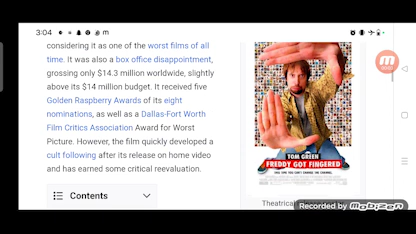 3:04
considering it as one of the worst films of all
time. It was also a box office disappointment,
grossing only $14.3 million worldwide, slightly
above its $14 million budget. It received five
Golden Raspberry Awards of its eight
nominations, as well as a Dallas-Fort Worth
Film Critics Association Award for Worst
Picture. However, the film quickly developed a
cult following after its release on home video
and has earned some critical reevaluation.
Contents
TOM GREEN
FREDDY GOT FINGERED
Theatrical
Recorded by MOBIZEN